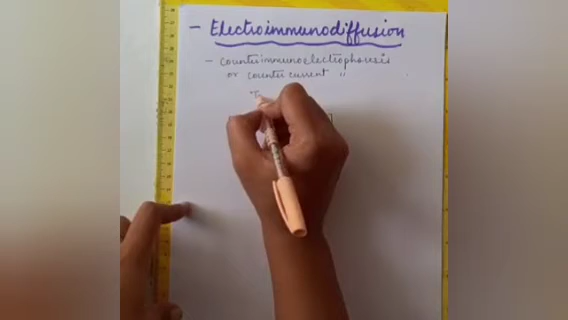 - Electroimmunodiffusion
- Counterimmunoelectrophoresis
or counter current "